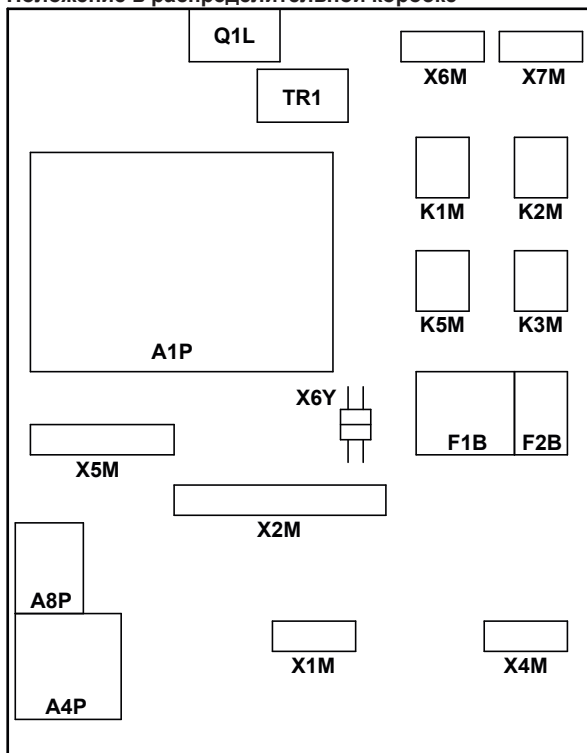 Положение в распределительной коробке
Q1L
X6M X7M
TR1
K1M K2M
K5M K3M
A1P
X6Y
F1B F2B
X5M
X2M
A8P
X1M X4M
A4P